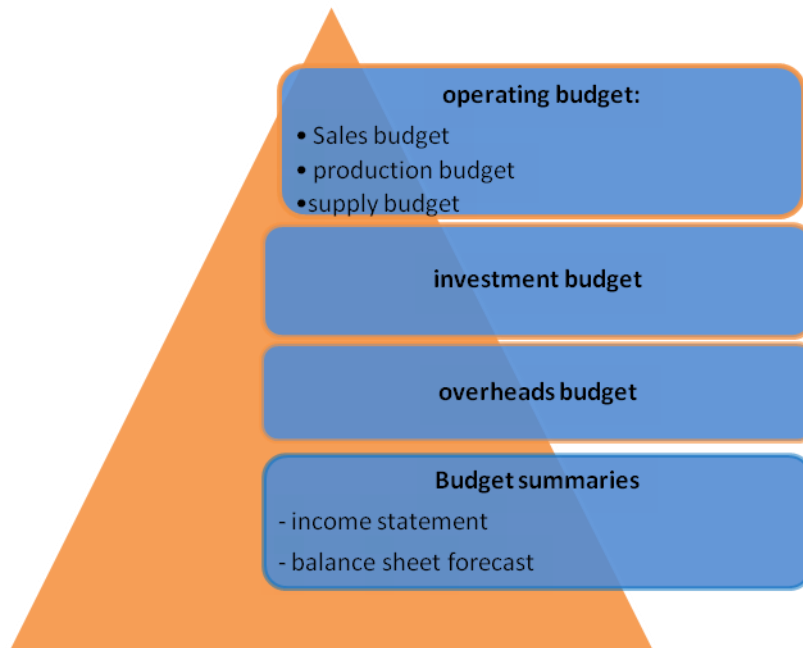 operating budget:
• Sales budget
• production budget
•supply budget
investment budget
overheads budget
Budget summaries
- income statement
- balance sheet forecast